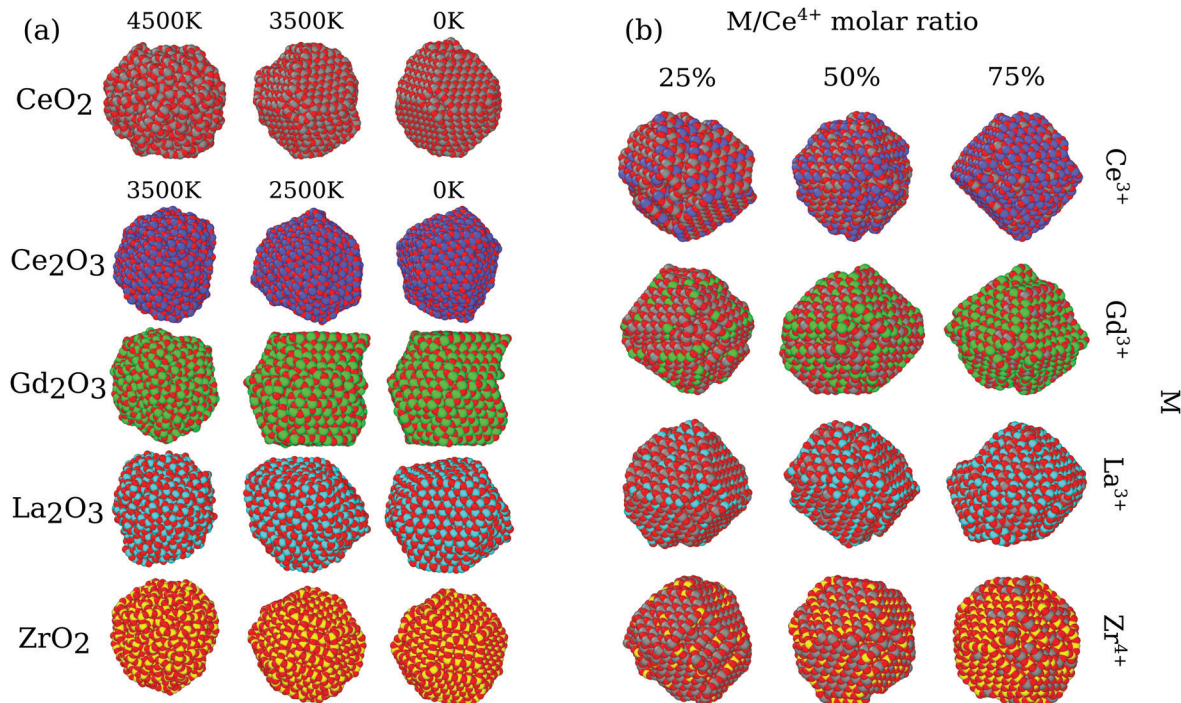 (a)
4500K 3500K 0K
CeO2
3500K 2500K 0K
Ce2O3
Gd2O3
La2O3
ZrO2
(b) M/Ce⁴⁺ molar ratio
25% 50% 75%
Ce³⁺
Gd³⁺
La³⁺
Zr⁴⁺
M